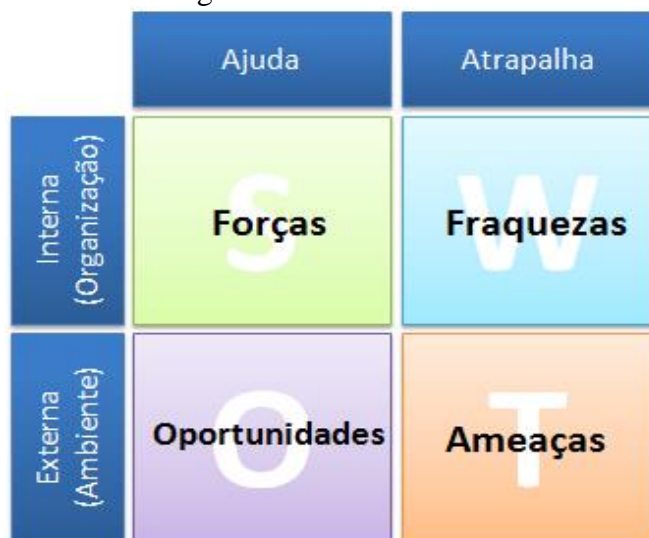 Ajuda
Atrapalha
Interna
(Organização)
S
Forças
W
Fraquezas
Externa
(Ambiente)
O
Oportunidades
T
Ameaças